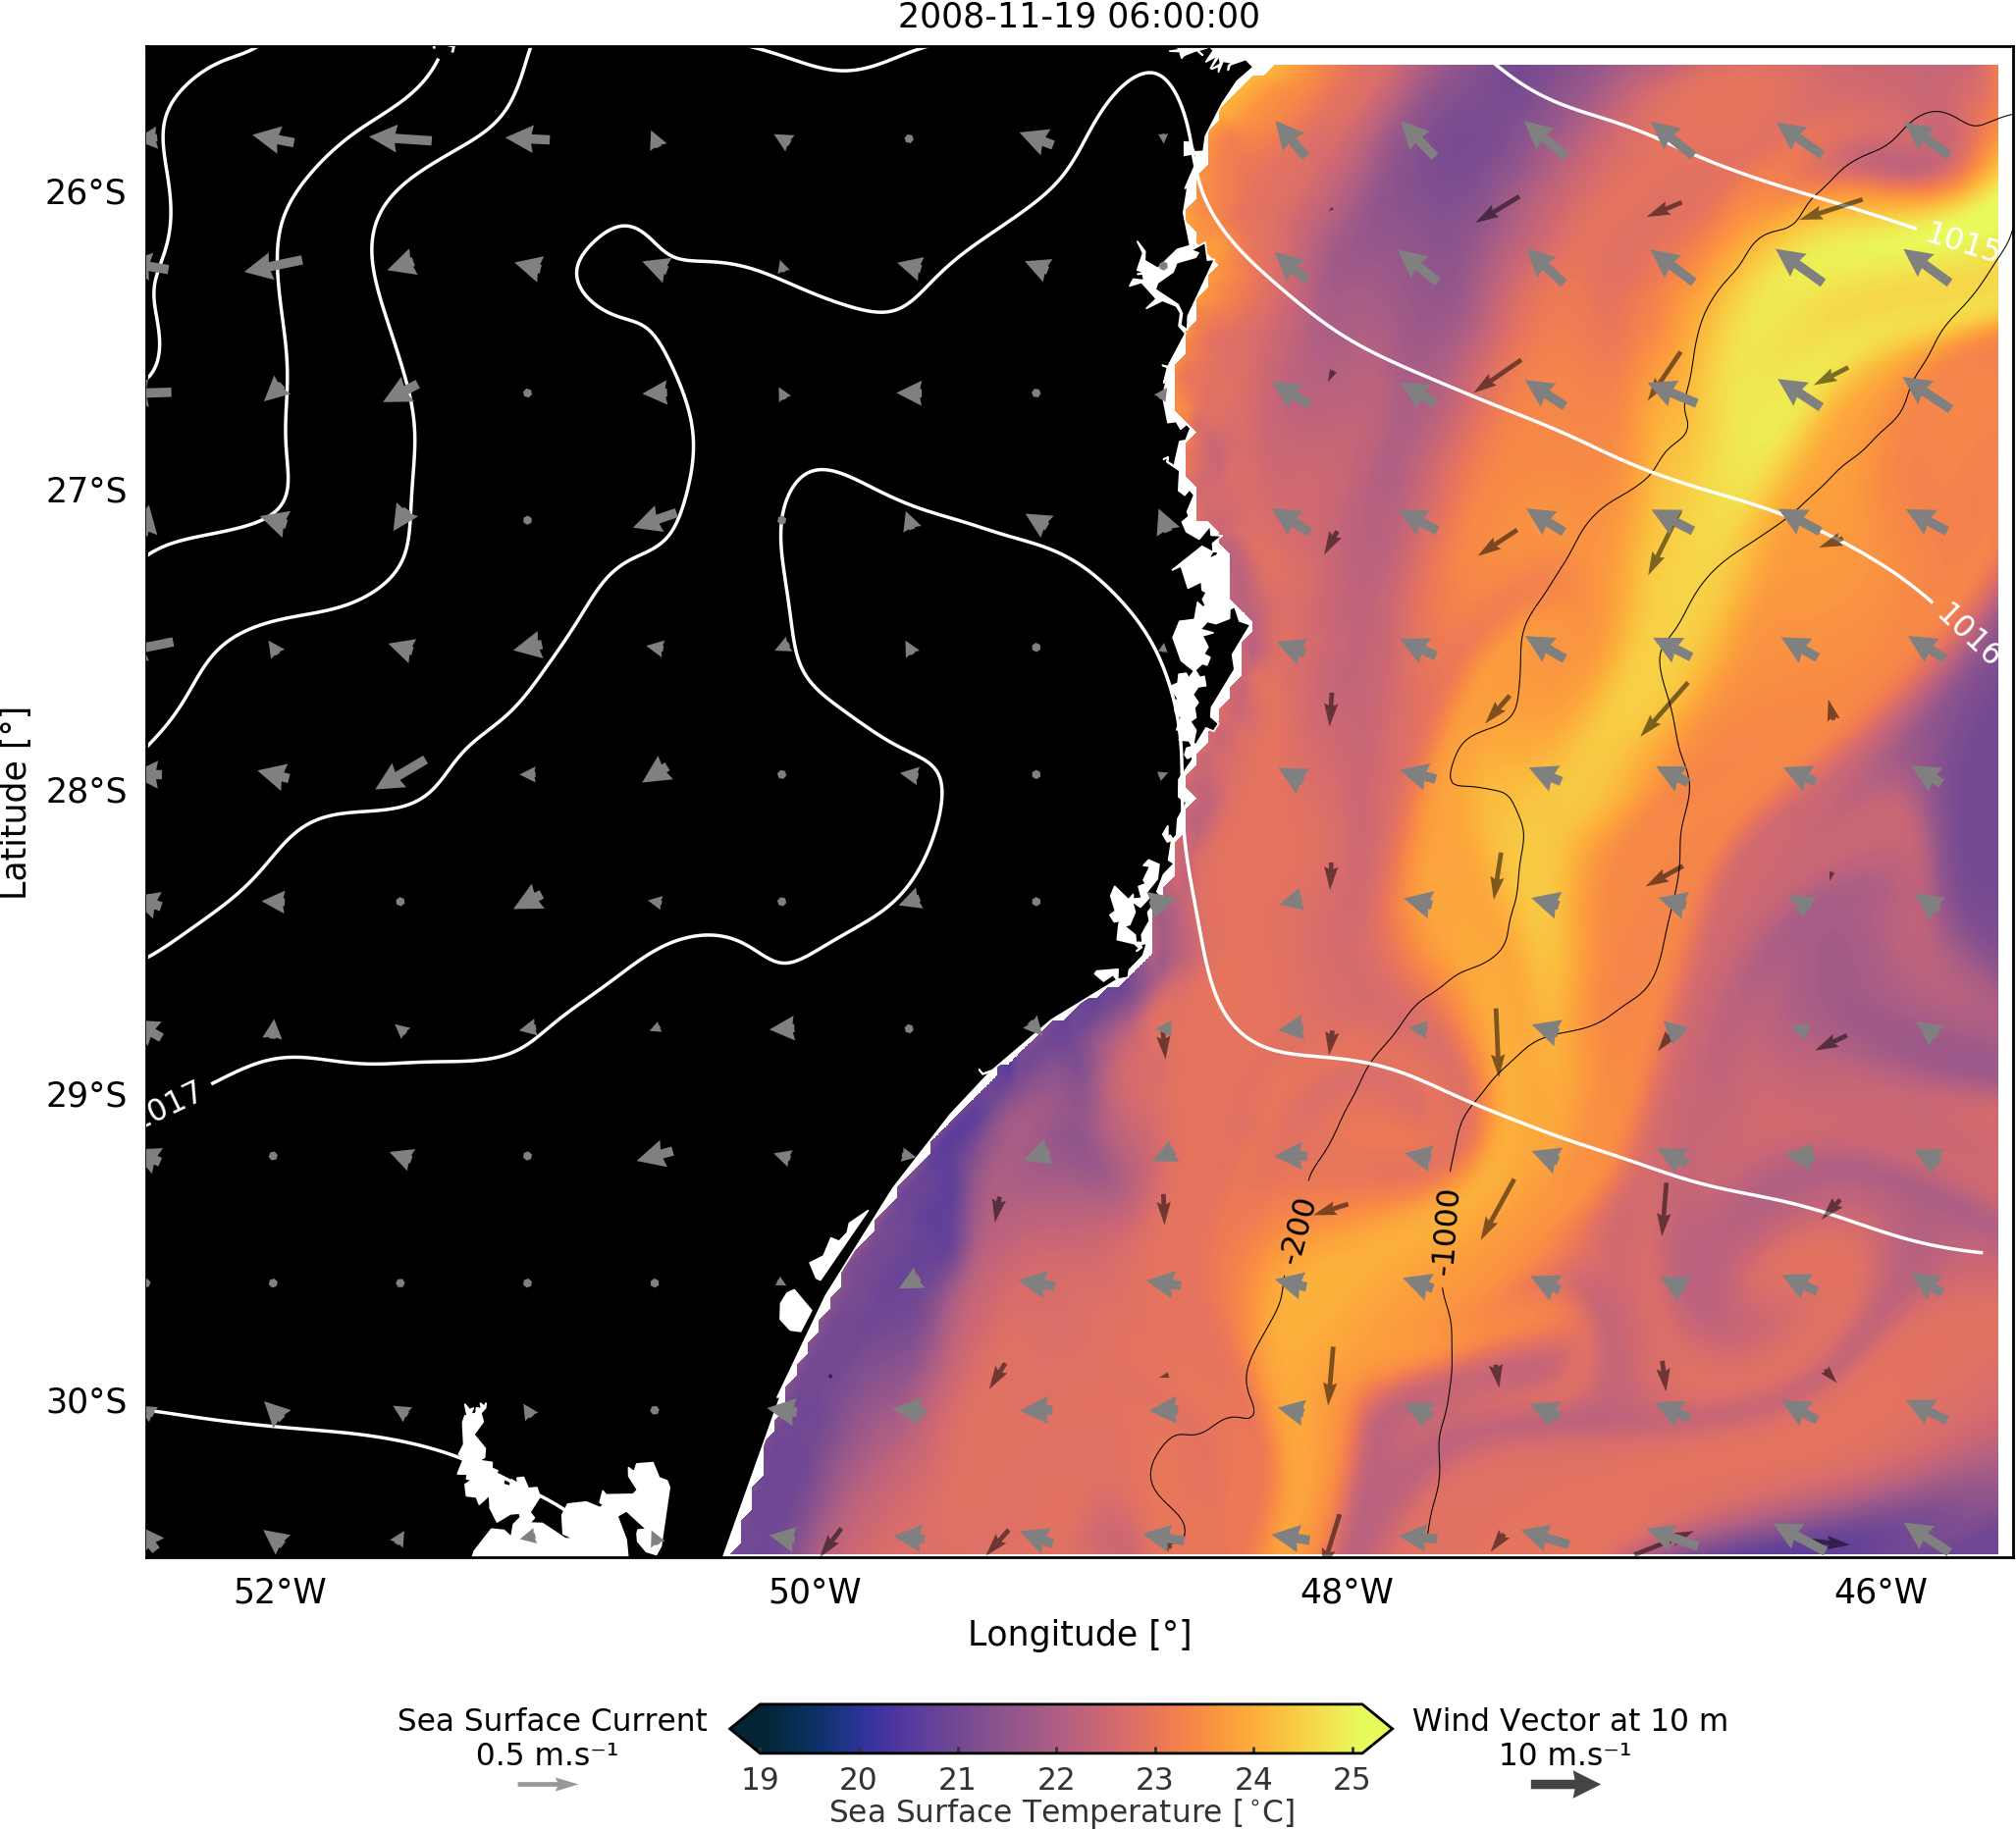 2008-11-19 06:00:00
26°S
27°S
28°S
29°S
30°S
Latitude [°]
1015
1016
017
-200
-1000
52°W
50°W
48°W
46°W
Longitude [°]
Sea Surface Current
0.5 m.s⁻¹
19
20
21
22
23
24
25
Sea Surface Temperature [°C]
Wind Vector at 10 m
10 m.s⁻¹